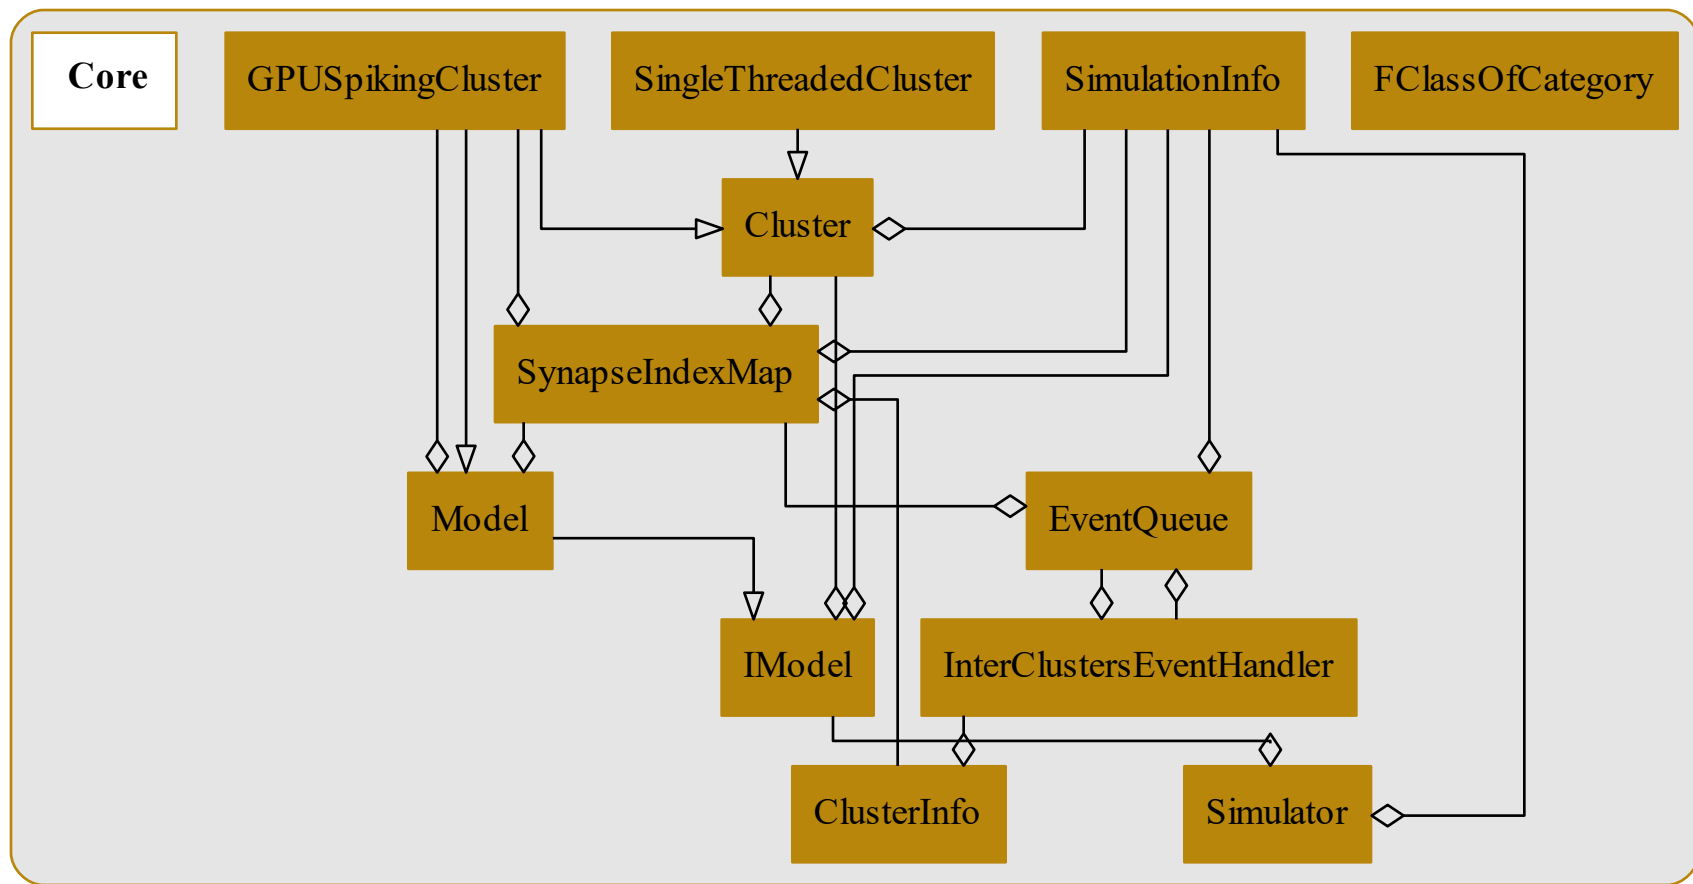 Core
GPUSpikingCluster
SingleThreadedCluster
SimulationInfo
FClassOfCategory
Cluster
SynapseIndexMap
Model
EventQueue
IModel
InterClustersEventHandler
ClusterInfo
Simulator